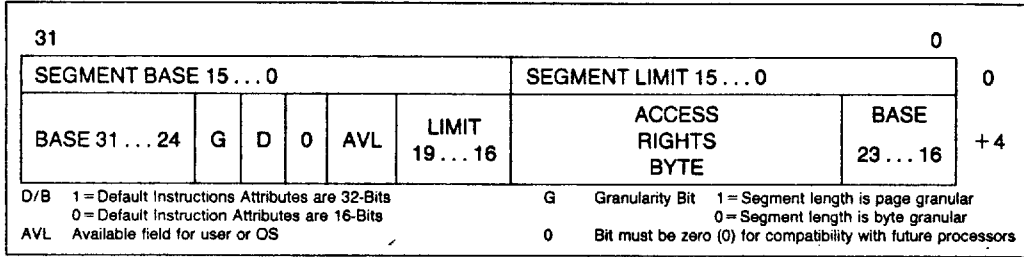 31 0
SEGMENT BASE 15 . . . 0 SEGMENT LIMIT 15 . . . 0 0
BASE 31 . . . 24 G D 0 AVL LIMIT 19 . . . 16 ACCESS RIGHTS BYTE BASE 23 . . . 16 +4
D/B 1 = Default Instructions Attributes are 32-Bits G Granularity Bit 1 = Segment length is page granular
0 = Default Instruction Attributes are 16-Bits 0 = Segment length is byte granular
AVL Available field for user or OS 0 Bit must be zero (0) for compatibility with future processors